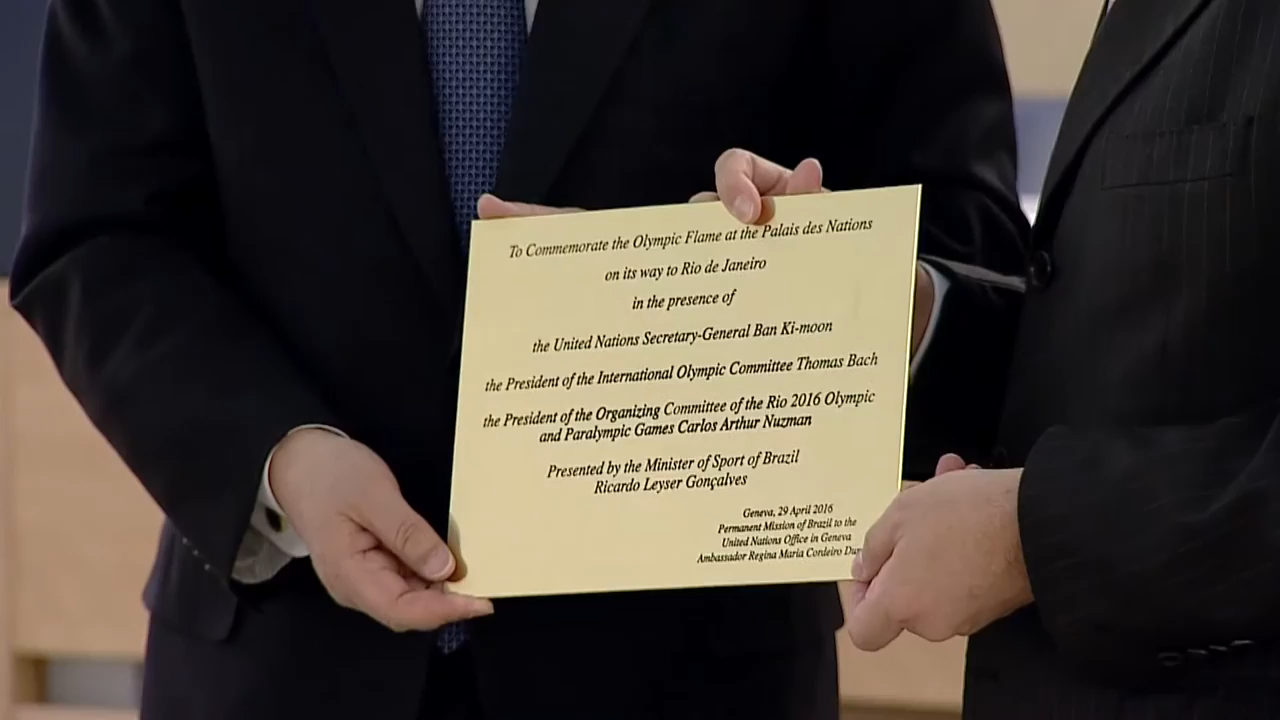 To Commemorate the Olympic Flame at the Palais des Nations
on its way to Rio de Janeiro
in the presence of
the United Nations Secretary-General Ban Ki-moon
the President of the International Olympic Committee Thomas Bach
the President of the Organizing Committee of the Rio 2016 Olympic
and Paralympic Games Carlos Arthur Nuzman
Presented by the Minister of Sport of Brazil
Ricardo Leyser Gonçalves
Geneva, 29 April 2016
Permanent Mission of Brazil to the
United Nations Office in Geneva
Ambassador Regina Maria Cordeiro